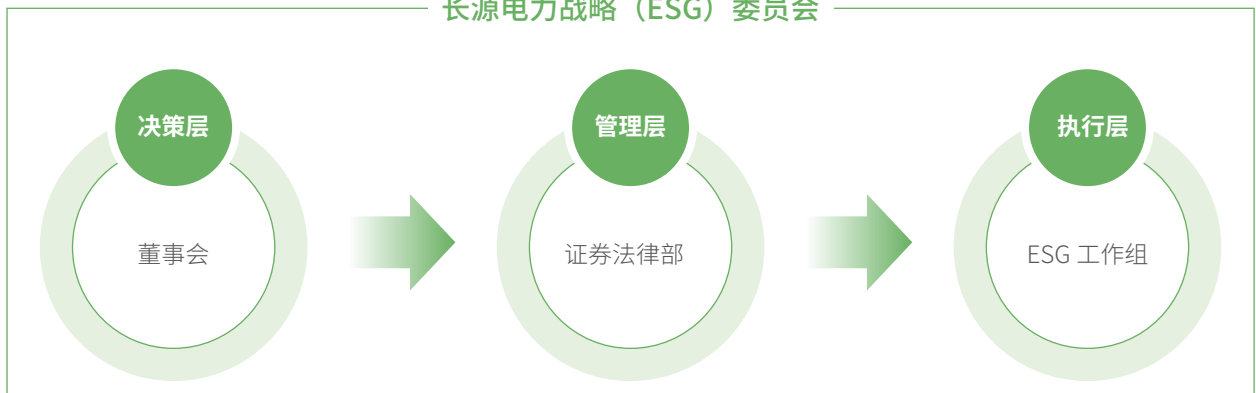 长源电力战略（ESG）委员会
决策层
管理层
执行层
董事会
证券法律部
ESG 工作组